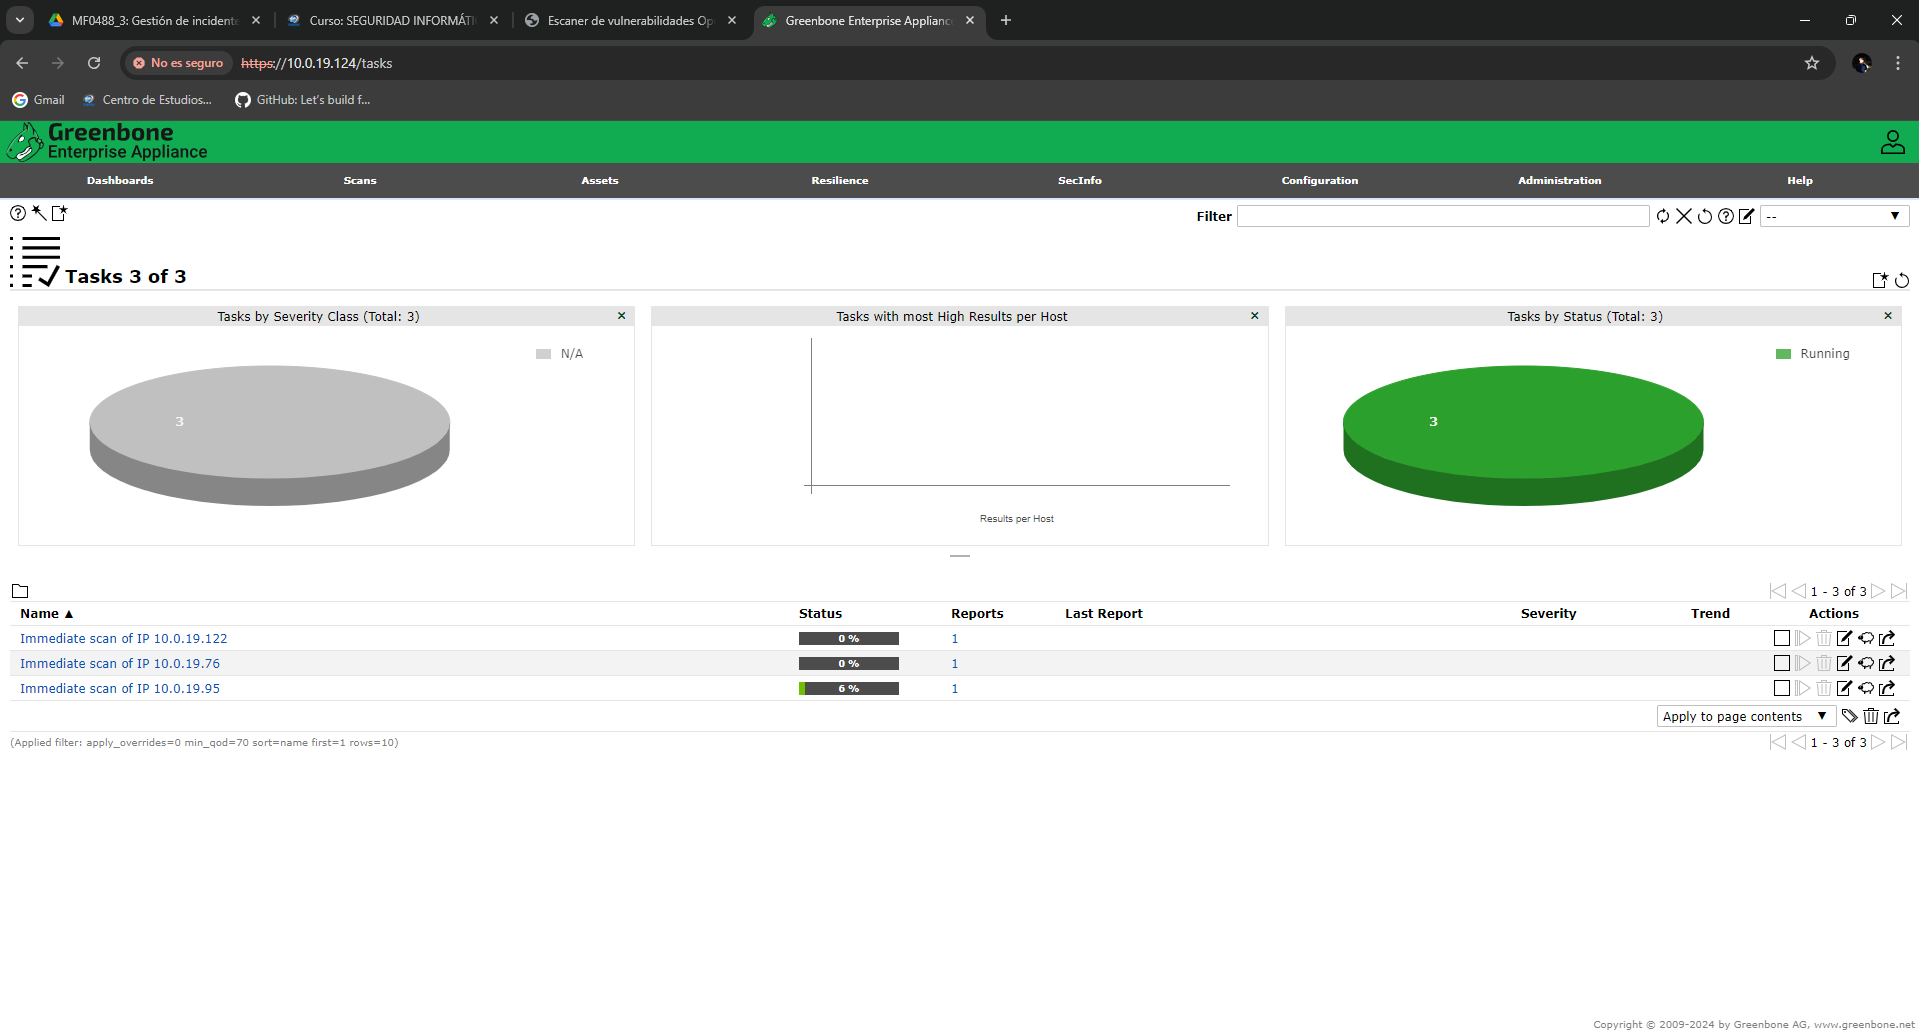 MF0488_3: Gestión de incidente
Curso: SEGURIDAD INFORMÁTI
Escaner de vulnerabilidades Op
Greenbone Enterprise Appliance
No es seguro
https://10.0.19.124/tasks
Gmail
Centro de Estudios...
GitHub: Let's build f...
Greenbone
Enterprise Appliance
Dashboards
Scans
Assets
Resilience
SecInfo
Configuration
Administration
Help
Filter
--
Tasks 3 of 3
Tasks by Severity Class (Total: 3)
N/A
3
Tasks with most High Results per Host
Results per Host
Tasks by Status (Total: 3)
Running
3
1 - 3 of 3
Name ▲ Status Reports Last Report Severity Trend Actions
Immediate scan of IP 10.0.19.122 0 % 1
Immediate scan of IP 10.0.19.76 0 % 1
Immediate scan of IP 10.0.19.95 6 % 1
Apply to page contents
(Applied filter: apply_overrides=0 min_qod=70 sort=name first=1 rows=10)
1 - 3 of 3
Copyright © 2009-2024 by Greenbone AG, www.greenbone.net